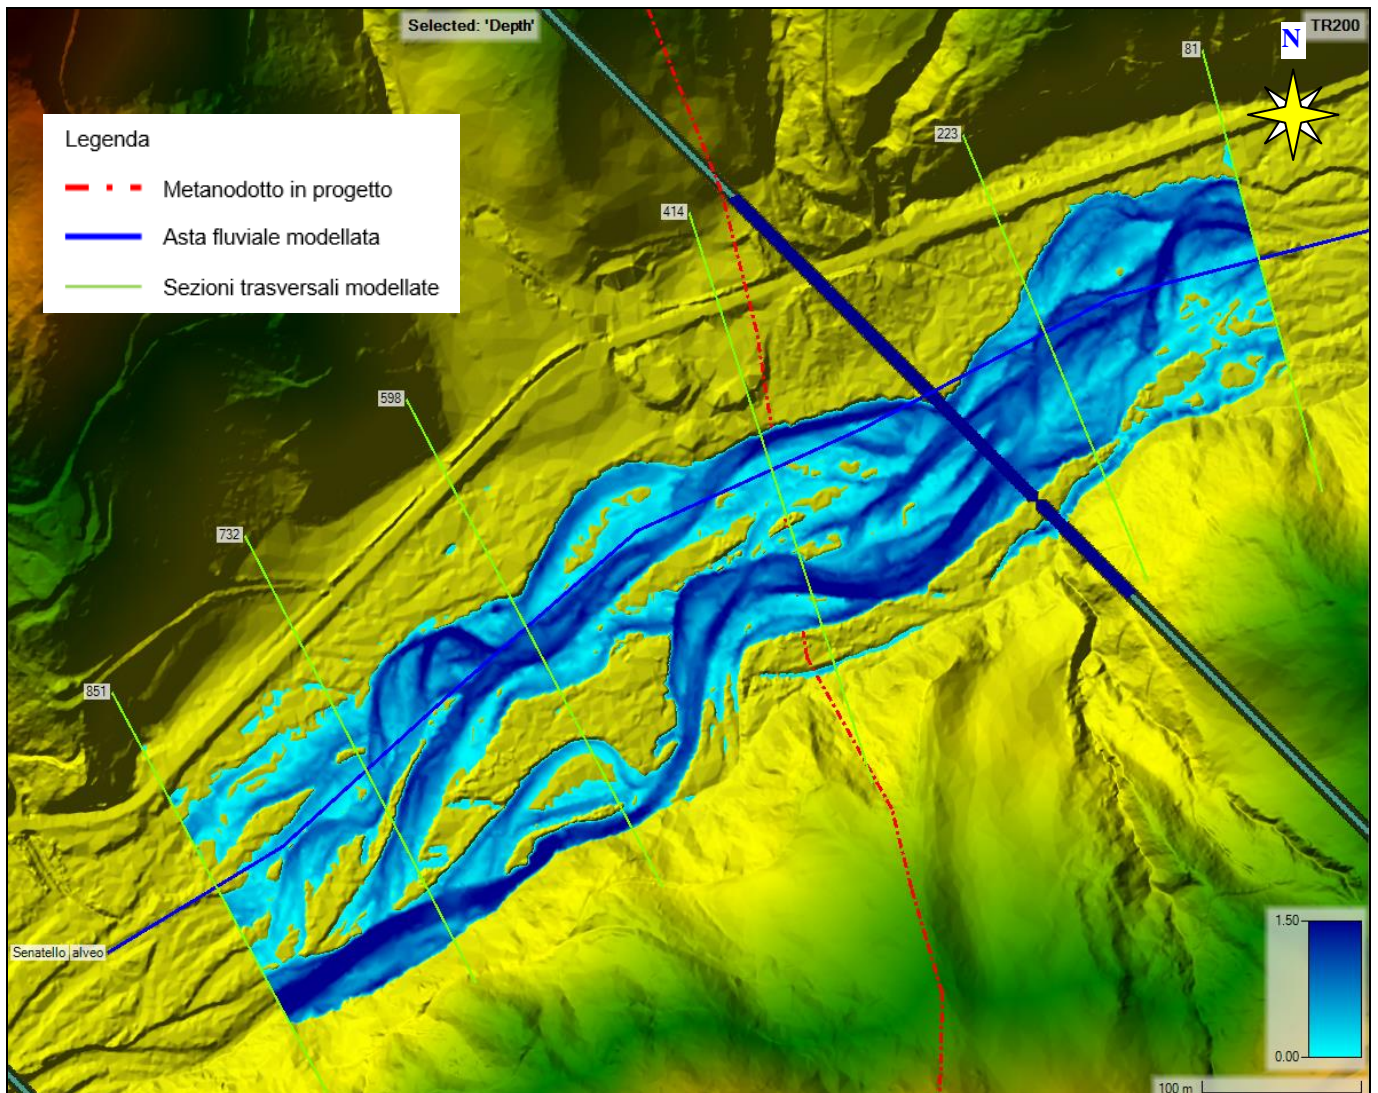 Selected: 'Depth'
TR200
N
81
223
414
598
732
851
Legenda
Metanodotto in progetto
Asta fluviale modellata
Sezioni trasversali modellate
Senatello alveo
1.50
0.00
100 m